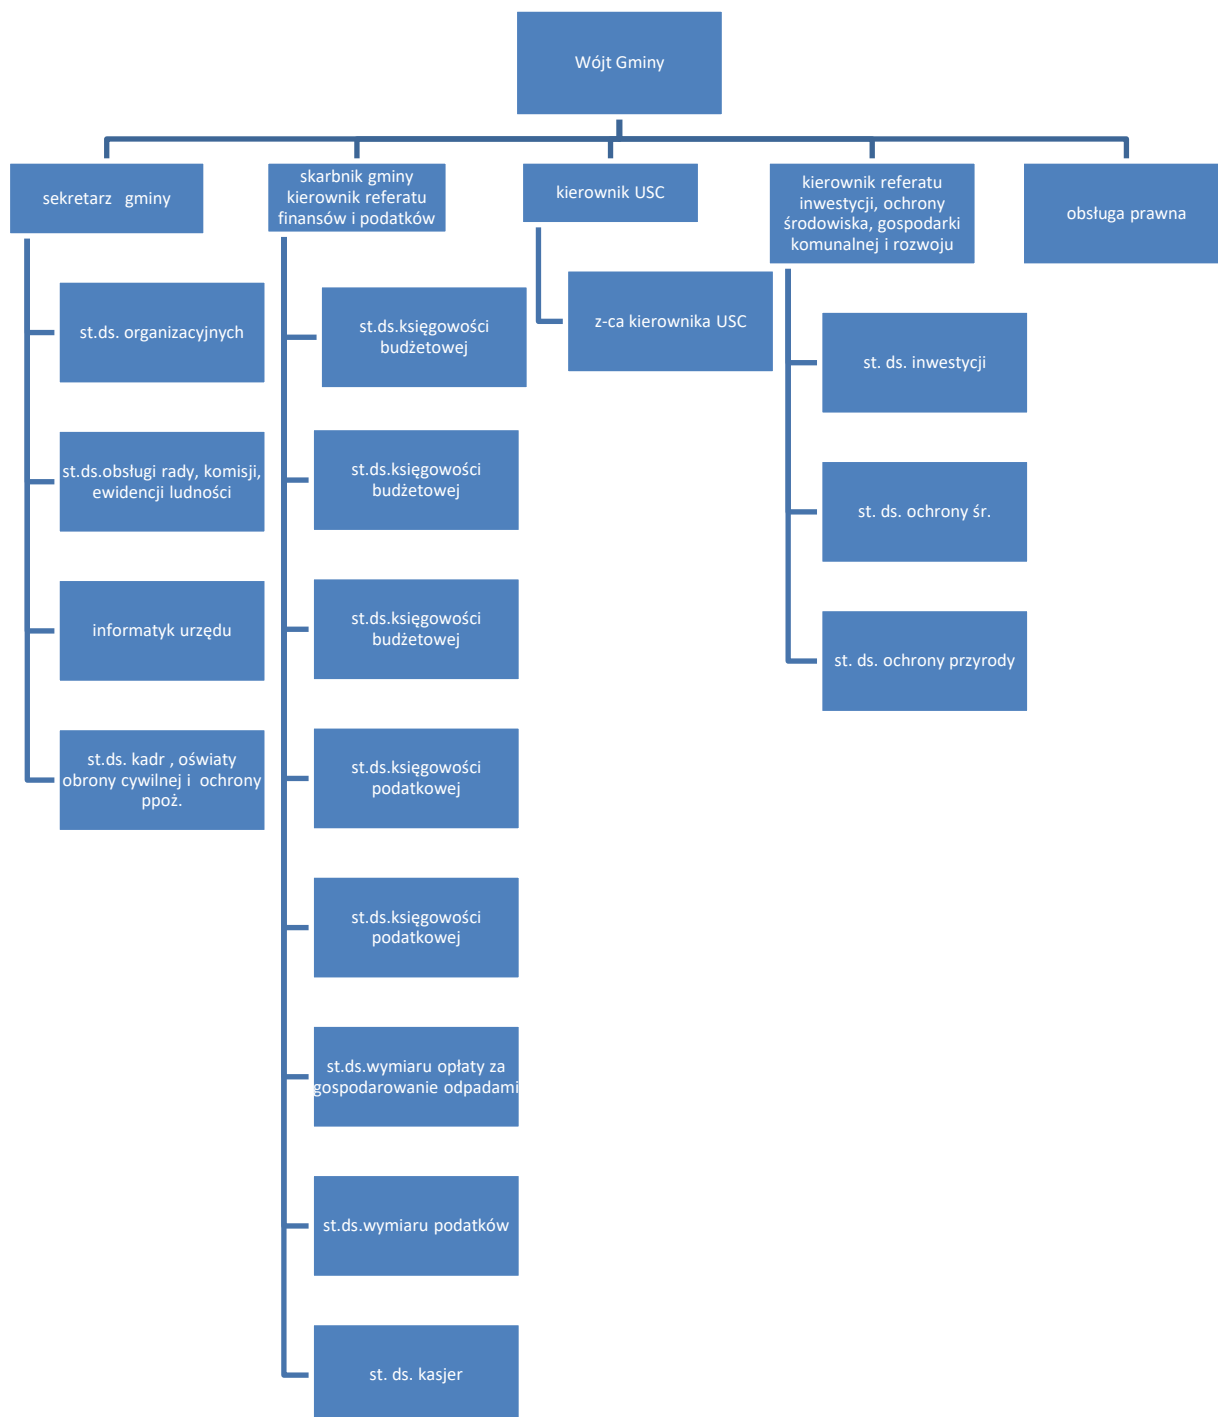 Wójt Gminy
sekretarz gminy
skarbnik gminy
kierownik referatu
finansów i podatków
kierownik USC
kierownik referatu
inwestycji, ochrony
środowiska, gospodarki
komunalnej i rozwoju
obsługa prawna
st.ds. organizacyjnych
st.ds.obsługi rady, komisji,
ewidencji ludności
informatyk urzędu
st.ds. kadr , oświaty
obrony cywilnej i ochrony
ppoż.
st.ds.księgowości
budżetowej
st.ds.księgowości
budżetowej
st.ds.księgowości
budżetowej
st.ds.księgowości
podatkowej
st.ds.księgowości
podatkowej
st.ds.wymiaru opłaty za
gospodarowanie odpadami
st.ds.wymiaru podatków
st. ds. kasjer
z-ca kierownika USC
st. ds. inwestycji
st. ds. ochrony śr.
st. ds. ochrony przyrody